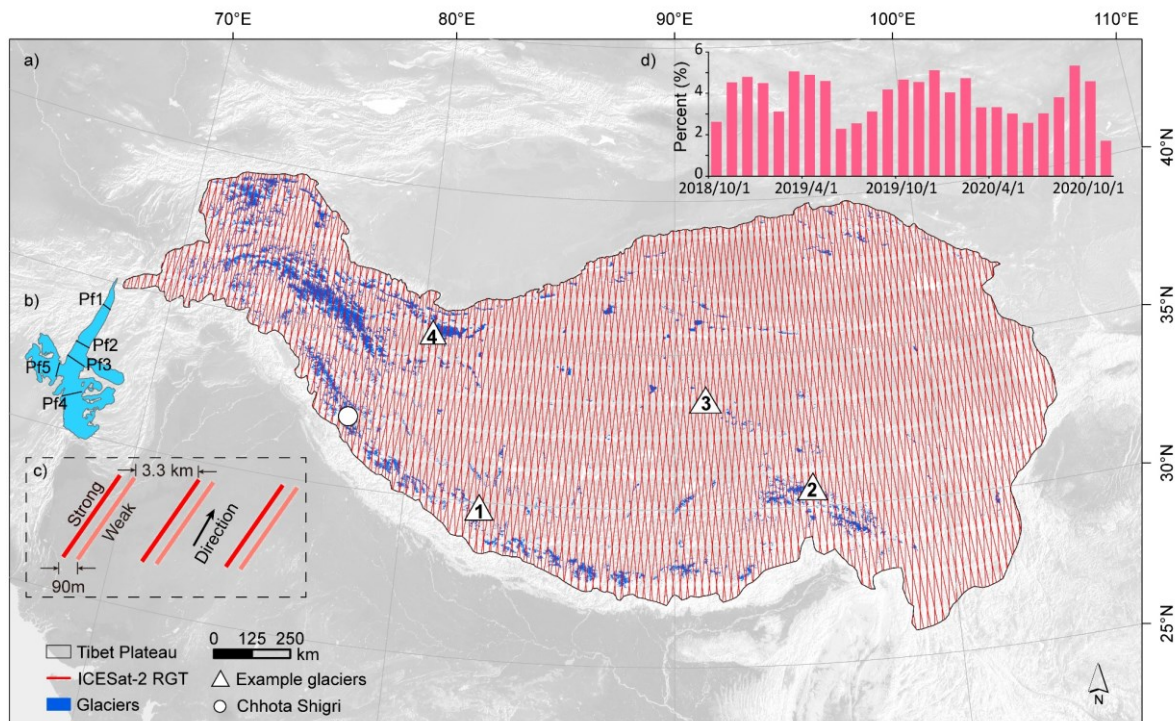 70°E
80°E
90°E
100°E
110°E
a)
d)
Percent (%)
6
4
2
0
2018/10/1
2019/4/1
2019/10/1
2020/4/1
2020/10/1
40°N
35°N
30°N
25°N
b)
Pf1
Pf2
Pf3
Pf5
Pf4
4
3
2
1
c)
3.3 km
Strong
Weak
Direction
90m
0 125 250
km
Tibet Plateau
ICESat-2 RGT
Glaciers
Example glaciers
Chhota Shigri
N